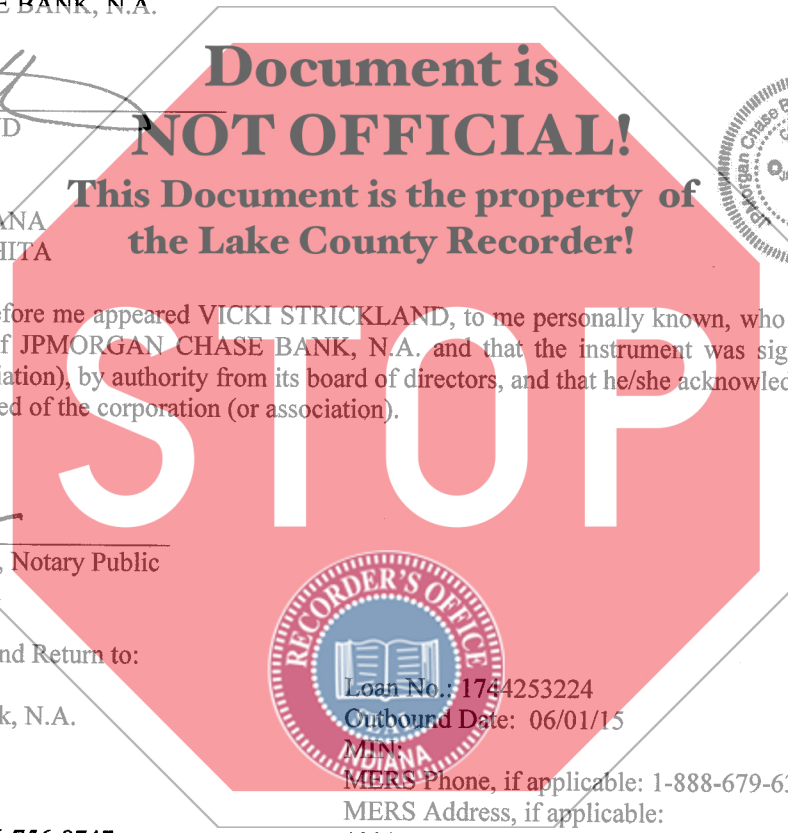 E BANK, N.A.
Document is
NOT OFFICIAL!
This Document is the property of
the Lake County Recorder!
D
JPMorgan Chase B
ANA
HITA
efore me appeared VICKI STRICKLAND, to me personally known, who
f JPMORGAN CHASE BANK, N.A. and that the instrument was sig
iation), by authority from its board of directors, and that he/she acknowled
ed of the corporation (or association).
STOP
, Notary Public
RECORDER'S OFFICE
nd Return to:
Loan No.: 1744253224
k, N.A.
Outbound Date: 06/01/15
MIN:
INDIANA
MERS Phone, if applicable: 1-888-679-63
MERS Address, if applicable: